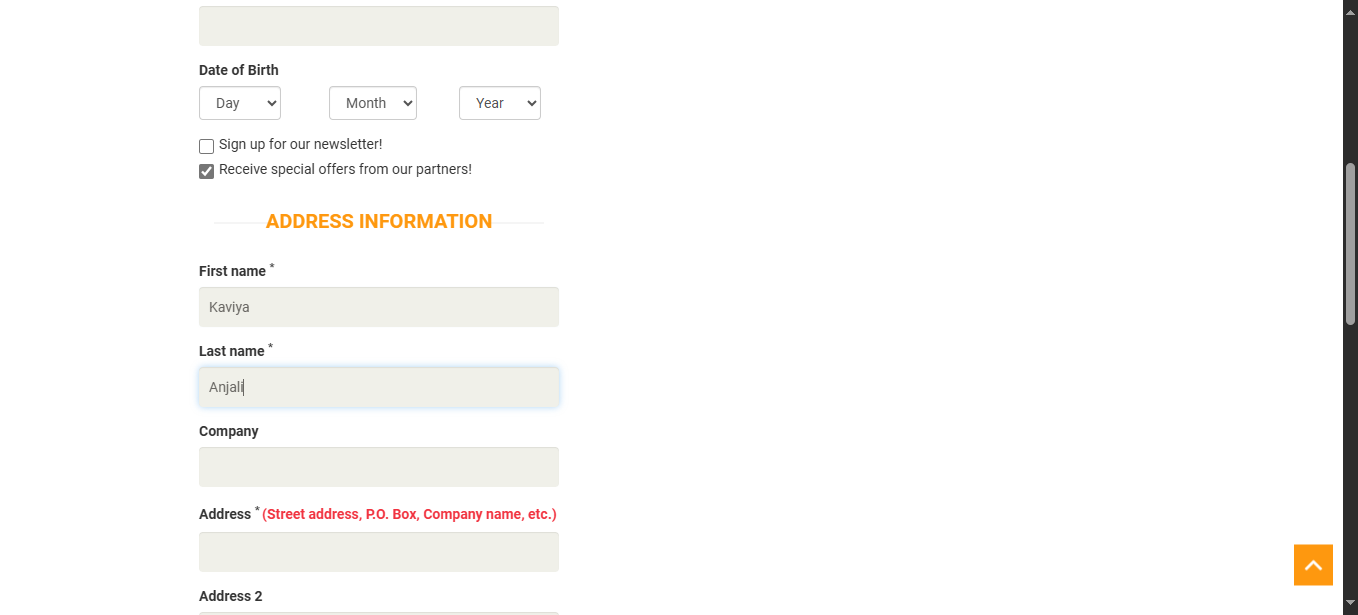 Date of Birth
Day Month Year
Sign up for our newsletter!
Receive special offers from our partners!
ADDRESS INFORMATION
First name *
Kaviya
Last name *
Anjali
Company
Address * (Street address, P.O. Box, Company name, etc.)
Address 2